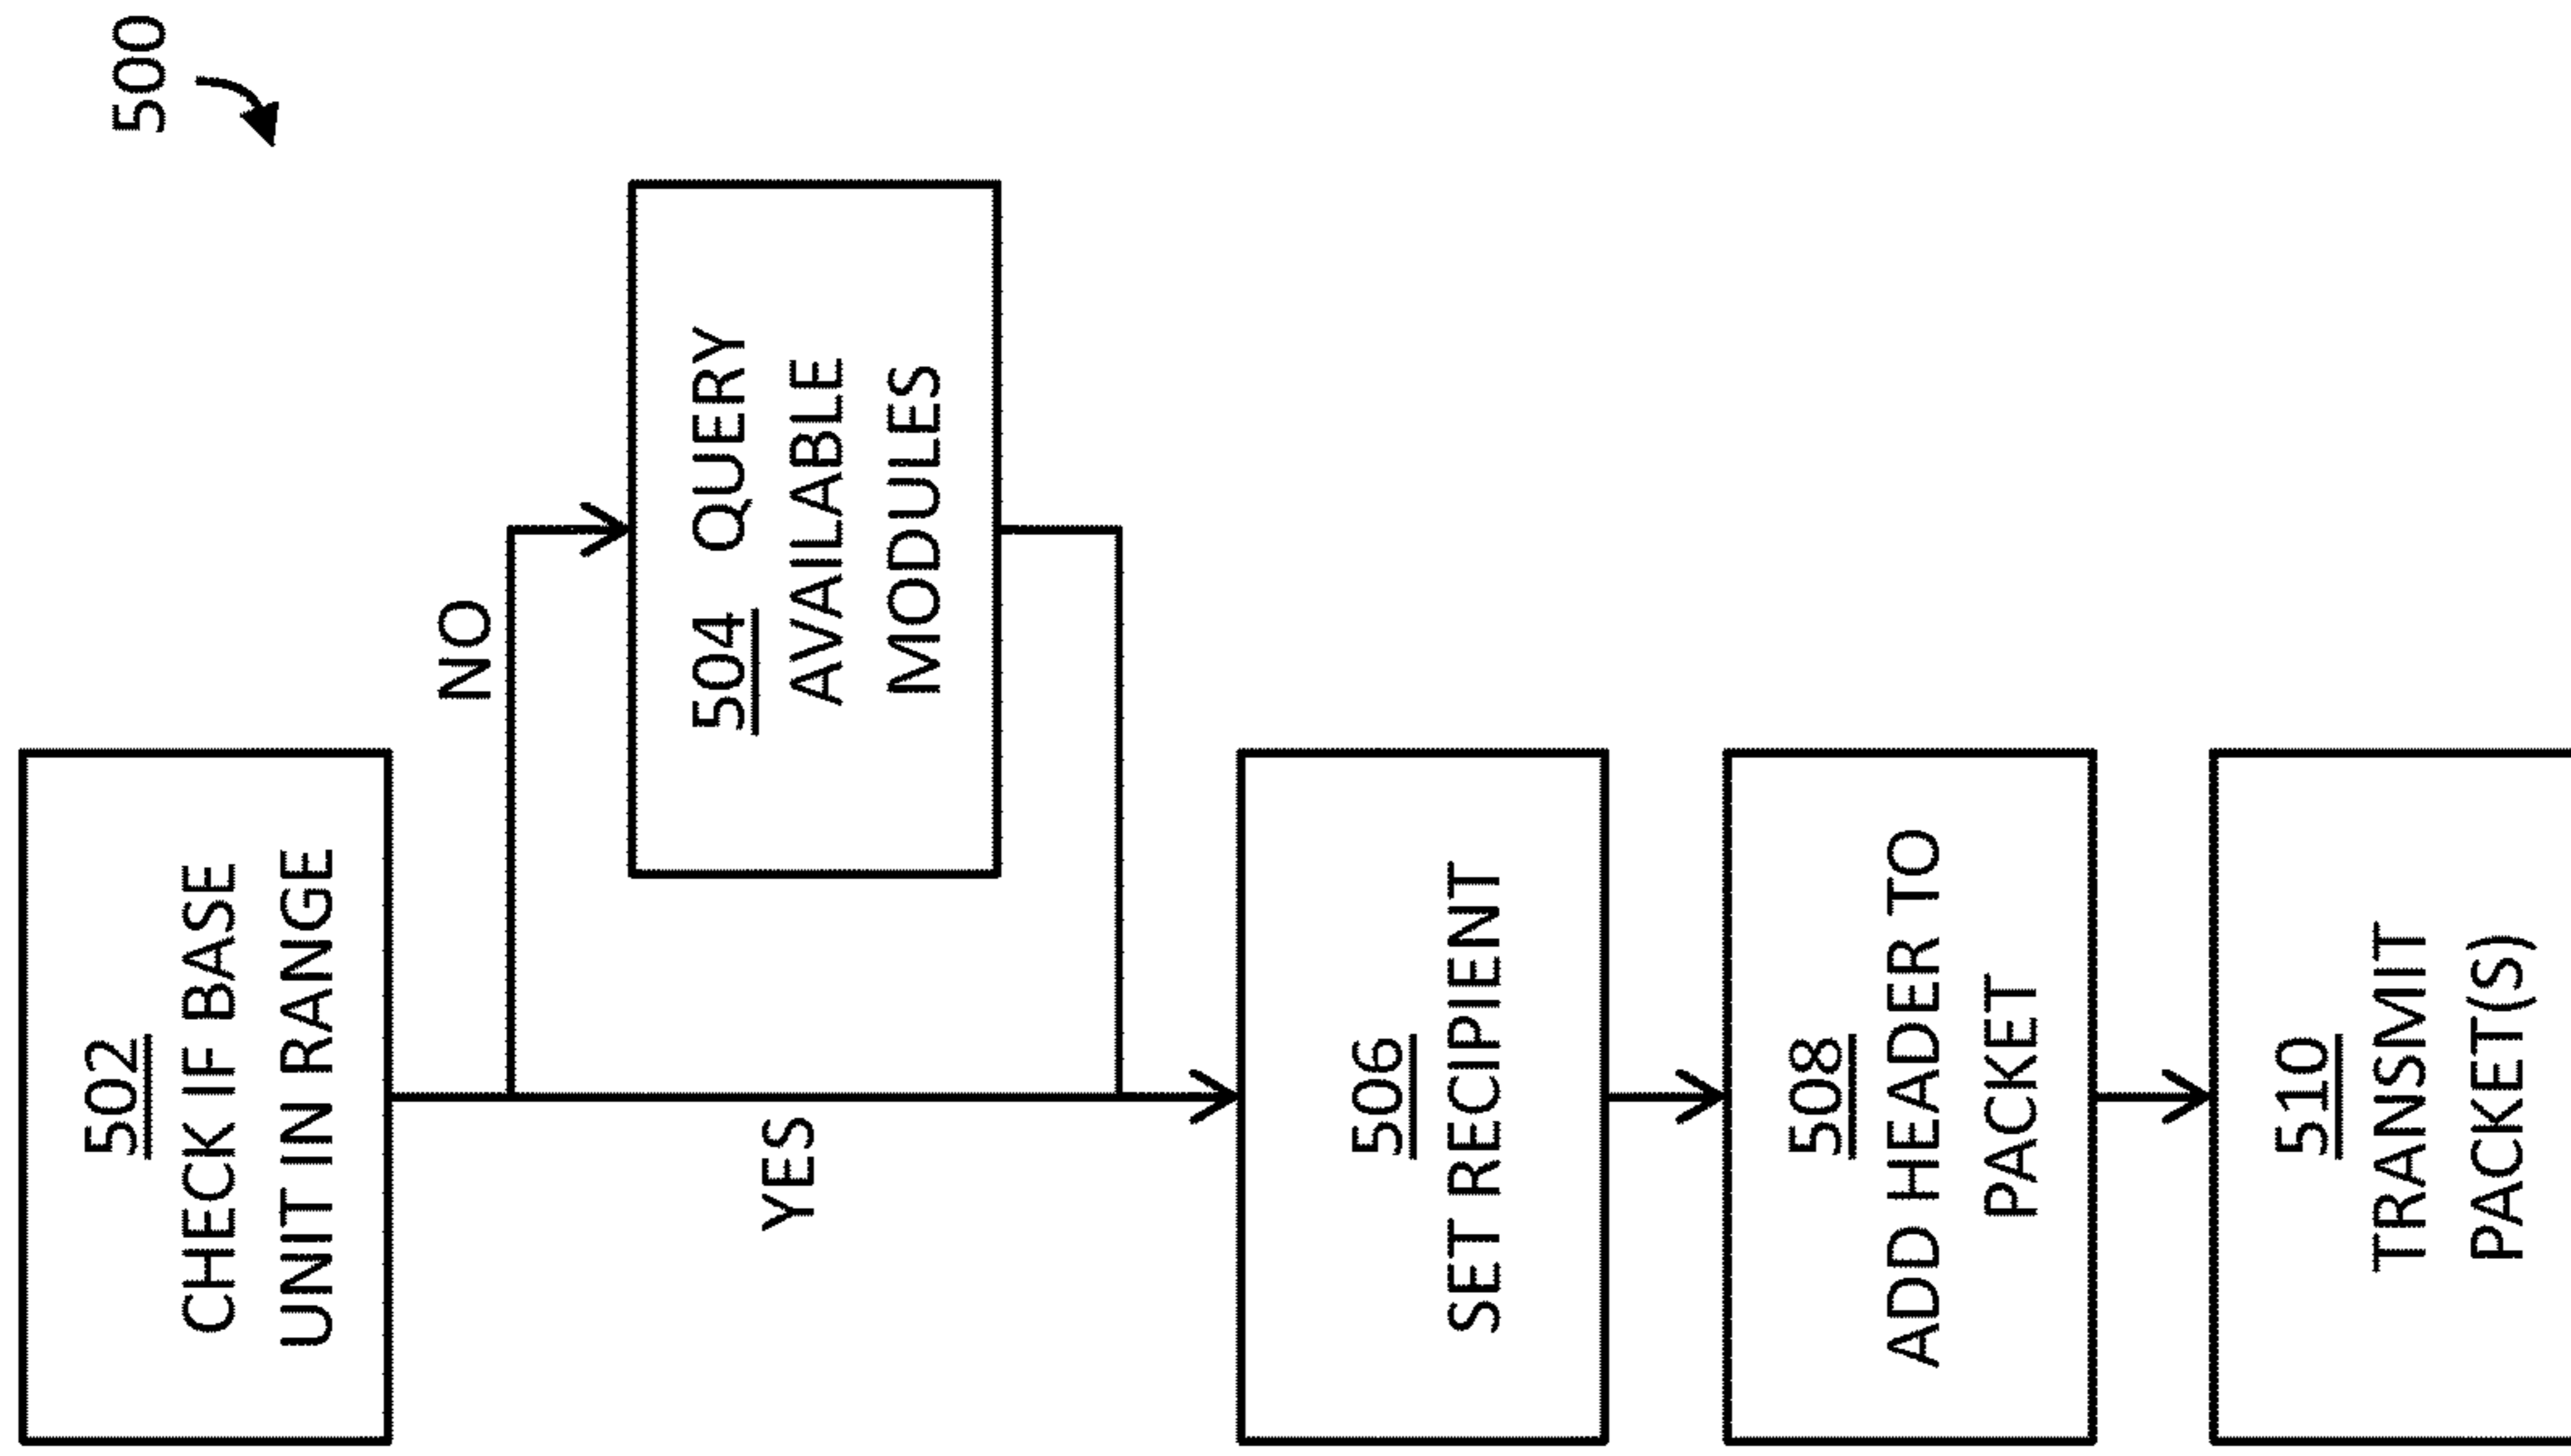 500
502
CHECK IF BASE
UNIT IN RANGE
NO
YES
504 QUERY
AVAILABLE
MODULES
506
SET RECIPIENT
508
ADD HEADER TO
PACKET
510
TRANSMIT
PACKET(S)